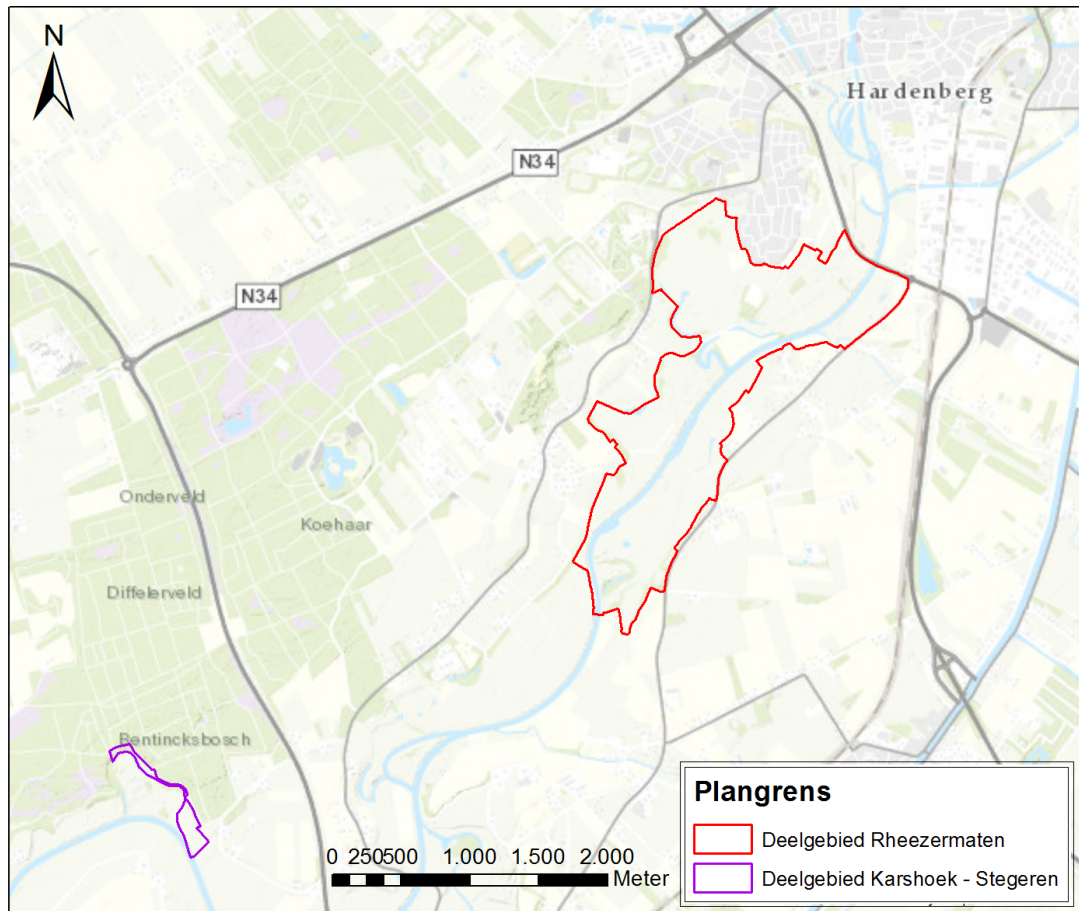 N
Hardenberg
N34
N34
Onderveld
Koehaar
Diffelerveld
Bentincksbosch
Plangrens
Deelgebied Rheezermaten
Deelgebied Karshoek - Stegeren
0 250500 1.000 1.500 2.000
Meter